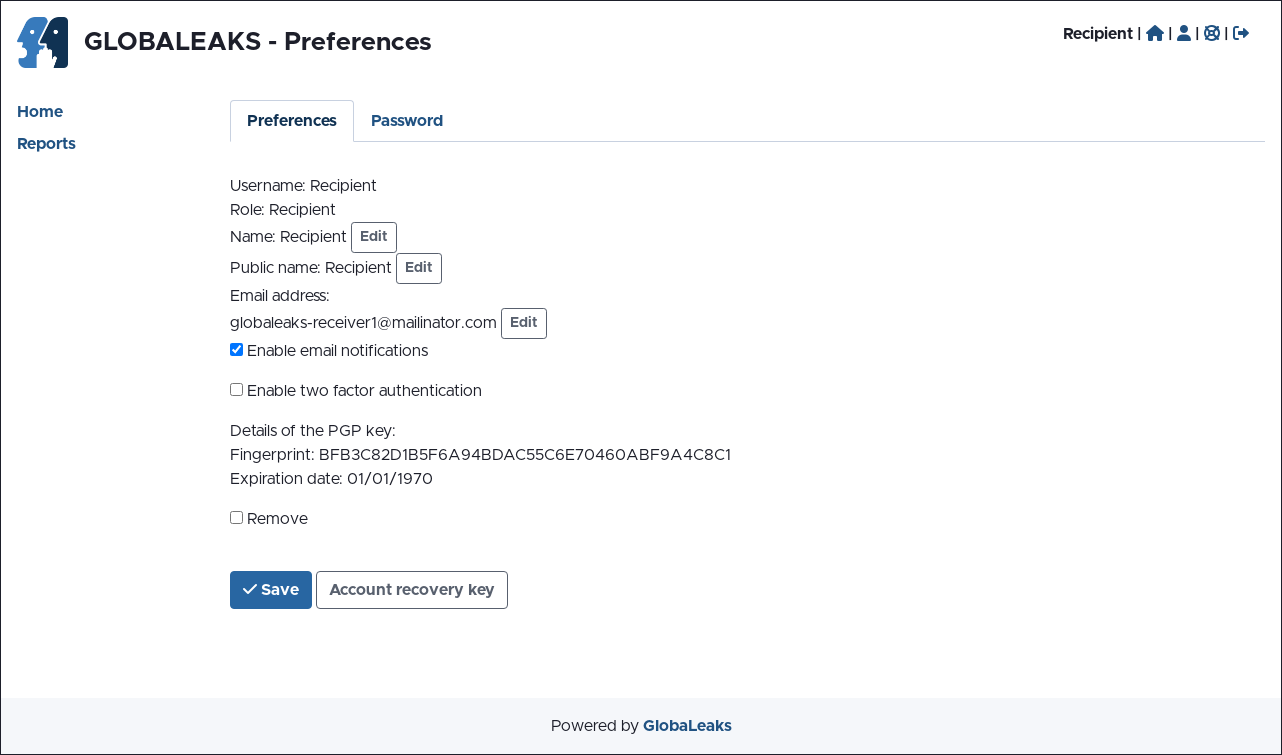 GLOBALEAKS - Preferences
Recipient | | | |
Home
Reports
Preferences
Password
Username: Recipient
Role: Recipient
Name: Recipient Edit
Public name: Recipient Edit
Email address:
globaleaks-receiver1@mailinator.com Edit
Enable email notifications
Enable two factor authentication
Details of the PGP key:
Fingerprint: BFB3C82D1B5F6A94BDAC55C6E70460ABF9A4C8C1
Expiration date: 01/01/1970
Remove
Save
Account recovery key
Powered by GlobaLeaks